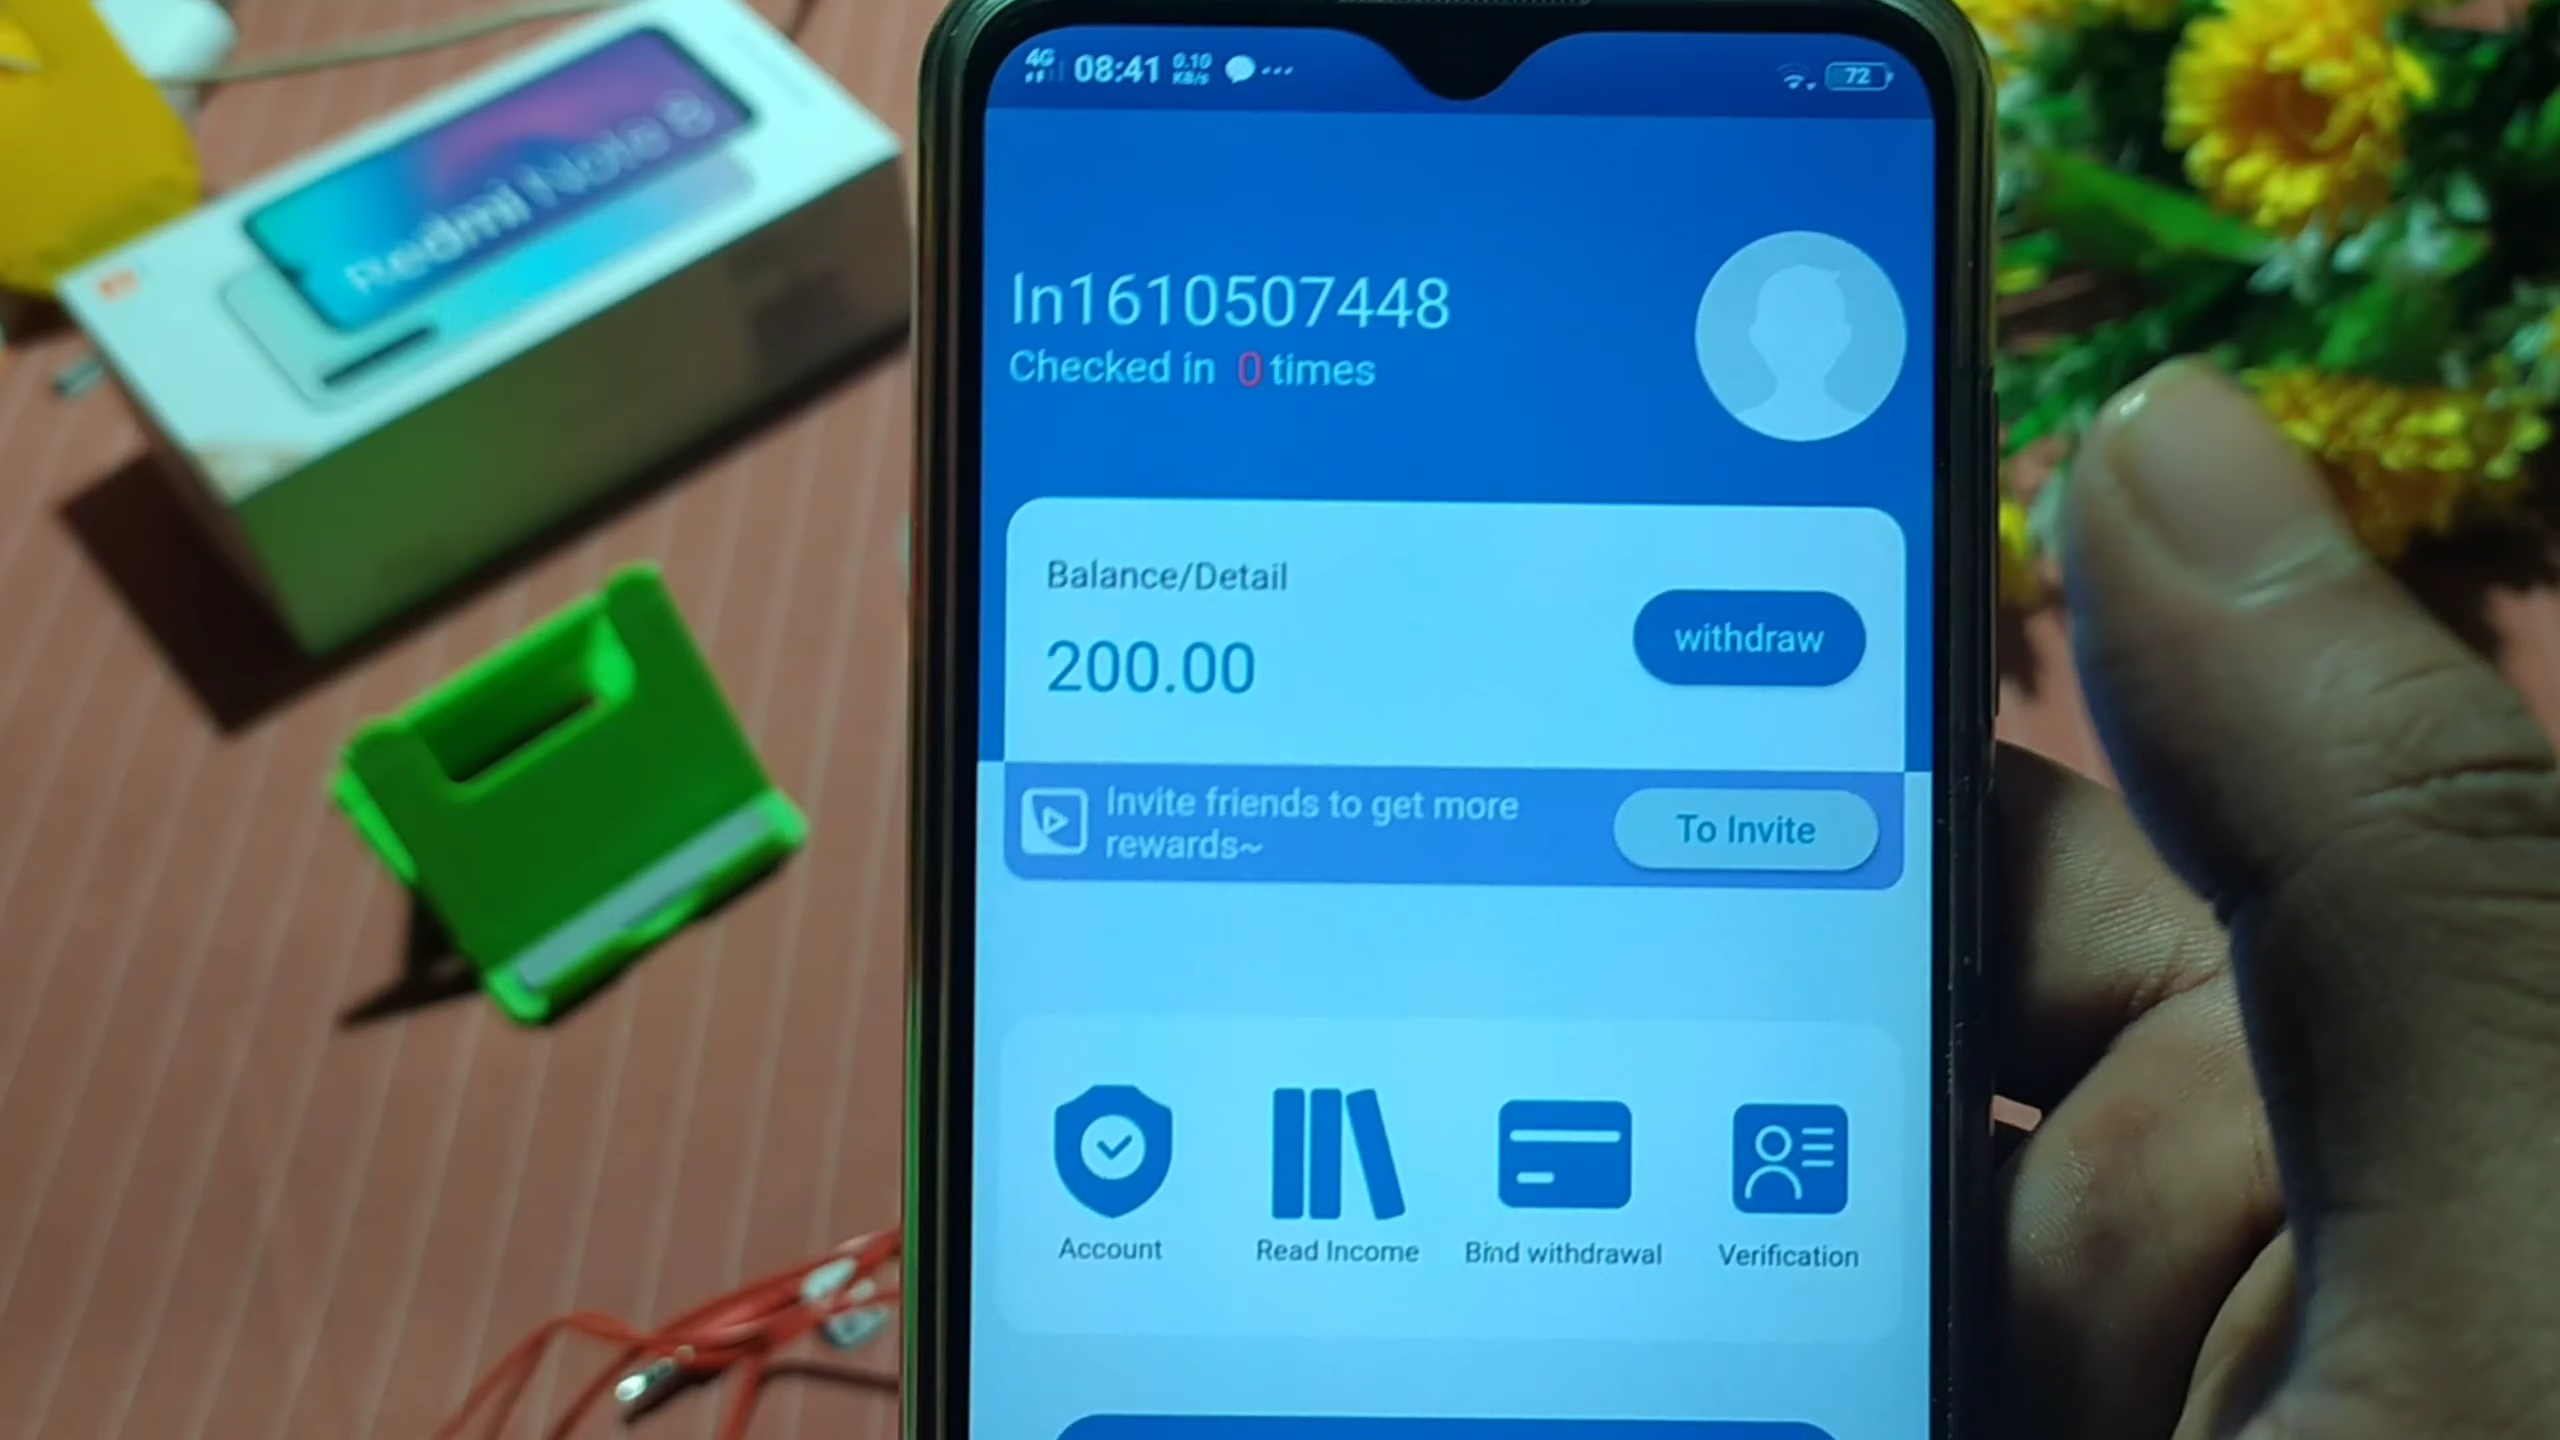 Redmi Note 8
4G 08:41 0.10 KB/s 72
In1610507448
Checked in 0 times
Balance/Detail
200.00
withdraw
Invite friends to get more
rewards~
To Invite
Account
Read Income
Bind withdrawal
Verification